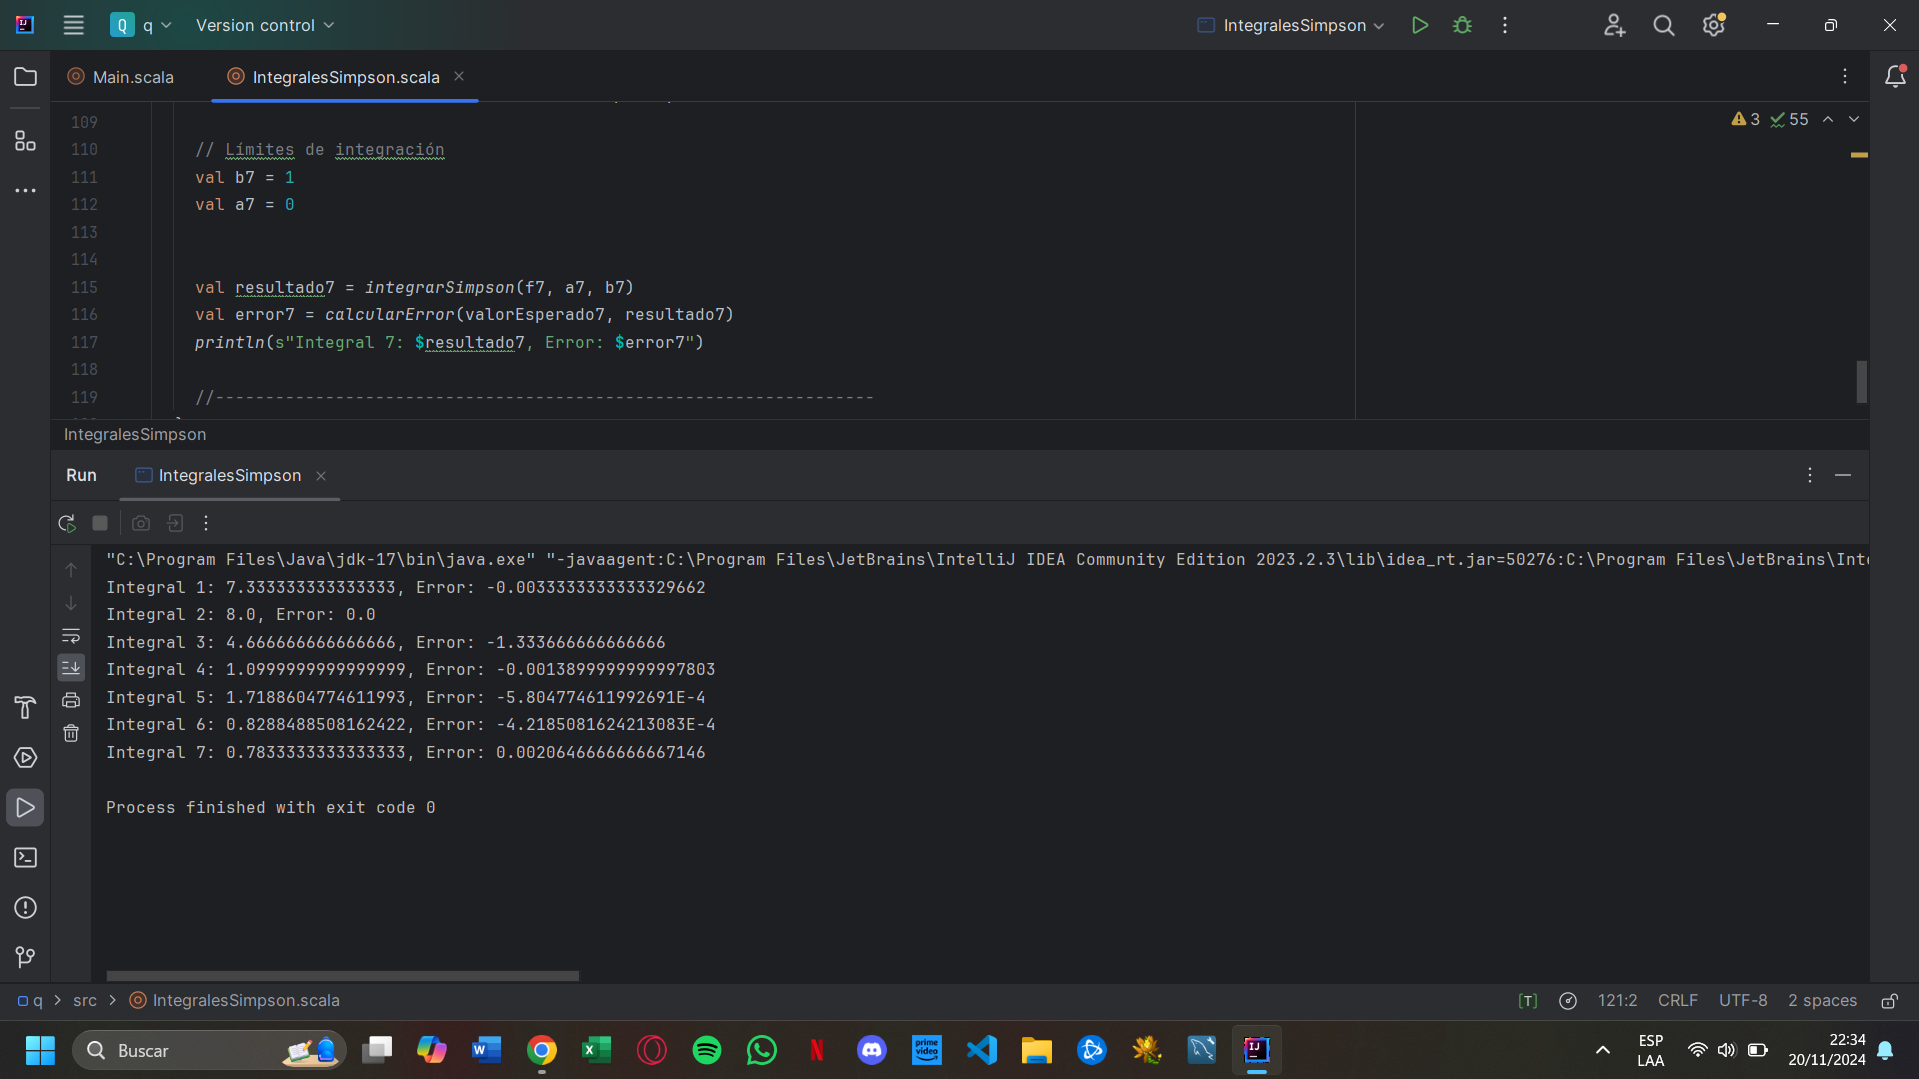 Q q Version control IntegralesSimpson
Main.scala IntegralesSimpson.scala
109
3 55
110 // Límites de integración
111 val b7 = 1
112 val a7 = 0
113
114
115 val resultado7 = integrarSimpson(f7, a7, b7)
116 val error7 = calcularError(valorEsperado7, resultado7)
117 println(s"Integral 7: $resultado7, Error: $error7")
118
119 //------------------------------------------------------------------
IntegralesSimpson
Run IntegralesSimpson
"C:\Program Files\Java\jdk-17\bin\java.exe" "-javaagent:C:\Program Files\JetBrains\IntelliJ IDEA Community Edition 2023.2.3\lib\idea_rt.jar=50276:C:\Program Files\JetBrains\Inte
Integral 1: 7.333333333333333, Error: -0.0033333333333329662
Integral 2: 8.0, Error: 0.0
Integral 3: 4.666666666666666, Error: -1.333666666666666
Integral 4: 1.0999999999999999, Error: -0.0013899999999997803
Integral 5: 1.7188604774611993, Error: -5.804774611992691E-4
Integral 6: 0.8288488508162422, Error: -4.2185081624213083E-4
Integral 7: 0.7833333333333333, Error: 0.0020646666666667146
Process finished with exit code 0
q > src > IntegralesSimpson.scala
[T] 121:2 CRLF UTF-8 2 spaces
Buscar
prime video
ESP
LAA
22:34
20/11/2024